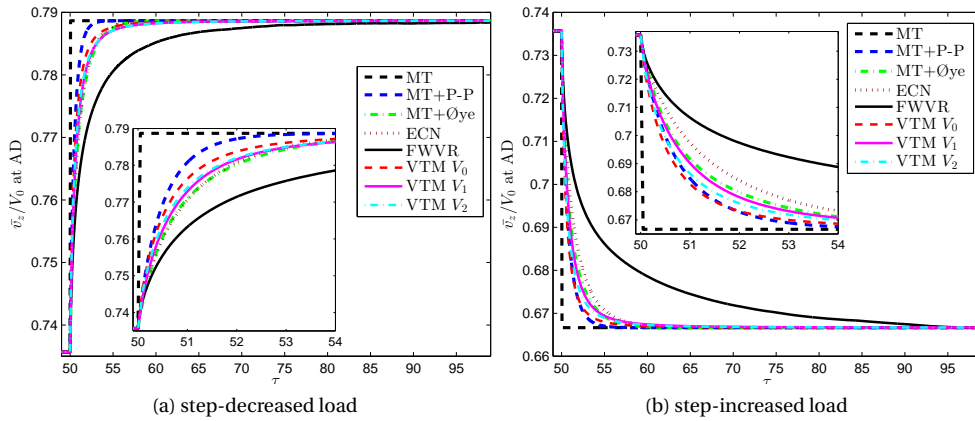 0.79
0.78
0.77
0.76
0.75
0.74
v̄z/V0 at AD
50 55 60 65 70 75 80 85 90 95
τ
MT
MT+P-P
MT+Øye
ECN
FWVR
VTM V0
VTM V1
VTM V2
0.79
0.78
0.77
0.76
0.75
0.74
50 51 52 53 54
(a) step-decreased load
0.74
0.73
0.72
0.71
0.7
0.69
0.68
0.67
0.66
v̄z/V0 at AD
50 55 60 65 70 75 80 85 90 95
τ
0.73
0.72
0.71
0.7
0.69
0.68
0.67
50 51 52 53 54
MT
MT+P-P
MT+Øye
ECN
FWVR
VTM V0
VTM V1
VTM V2
(b) step-increased load